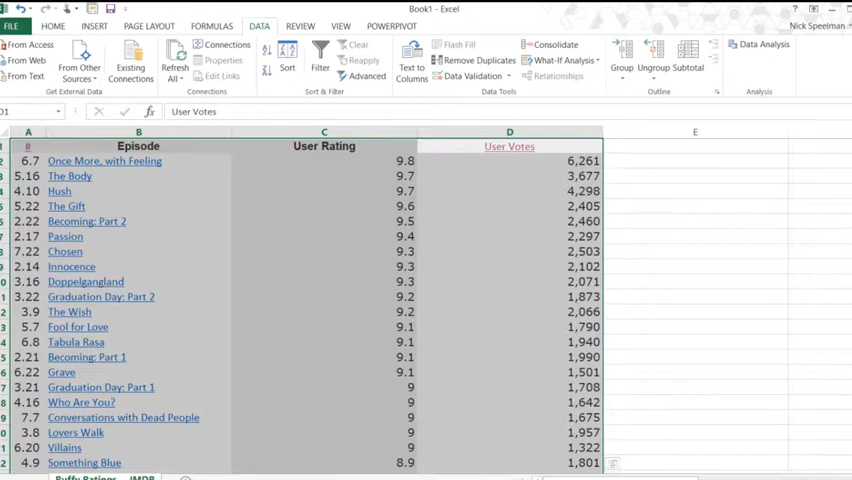 Book1 - Excel
FILE HOME INSERT PAGE LAYOUT FORMULAS DATA REVIEW VIEW POWERPIVOT Nick Speelman
From Access
From Web
From Text
From Other Sources
Existing Connections
Refresh All
Connections
Properties
Edit Links
Sort
Filter
Clear
Reapply
Advanced
Text to Columns
Flash Fill
Remove Duplicates
Data Validation
Consolidate
What-If Analysis
Relationships
Group
Ungroup
Subtotal
Data Analysis
Get External Data Connections Sort & Filter Data Tools Outline Analysis
User Votes
A B C D E
# Episode User Rating User Votes
6.7 Once More, with Feeling 9.8 6,261
5.16 The Body 9.7 3,677
4.10 Hush 9.7 4,298
5.22 The Gift 9.6 2,405
2.22 Becoming: Part 2 9.5 2,460
2.17 Passion 9.4 2,297
7.22 Chosen 9.3 2,503
2.14 Innocence 9.3 2,102
3.16 Doppelgangland 9.3 2,071
3.22 Graduation Day: Part 2 9.2 1,873
3.9 The Wish 9.2 2,066
5.7 Fool for Love 9.1 1,790
6.8 Tabula Rasa 9.1 1,940
2.21 Becoming: Part 1 9.1 1,990
6.22 Grave 9.1 1,501
3.21 Graduation Day: Part 1 9 1,708
4.16 Who Are You? 9 1,642
7.7 Conversations with Dead People 9 1,675
3.8 Lovers Walk 9 1,957
6.20 Villains 9 1,322
4.9 Something Blue 8.9 1,801
Buffy Ratings IMDB